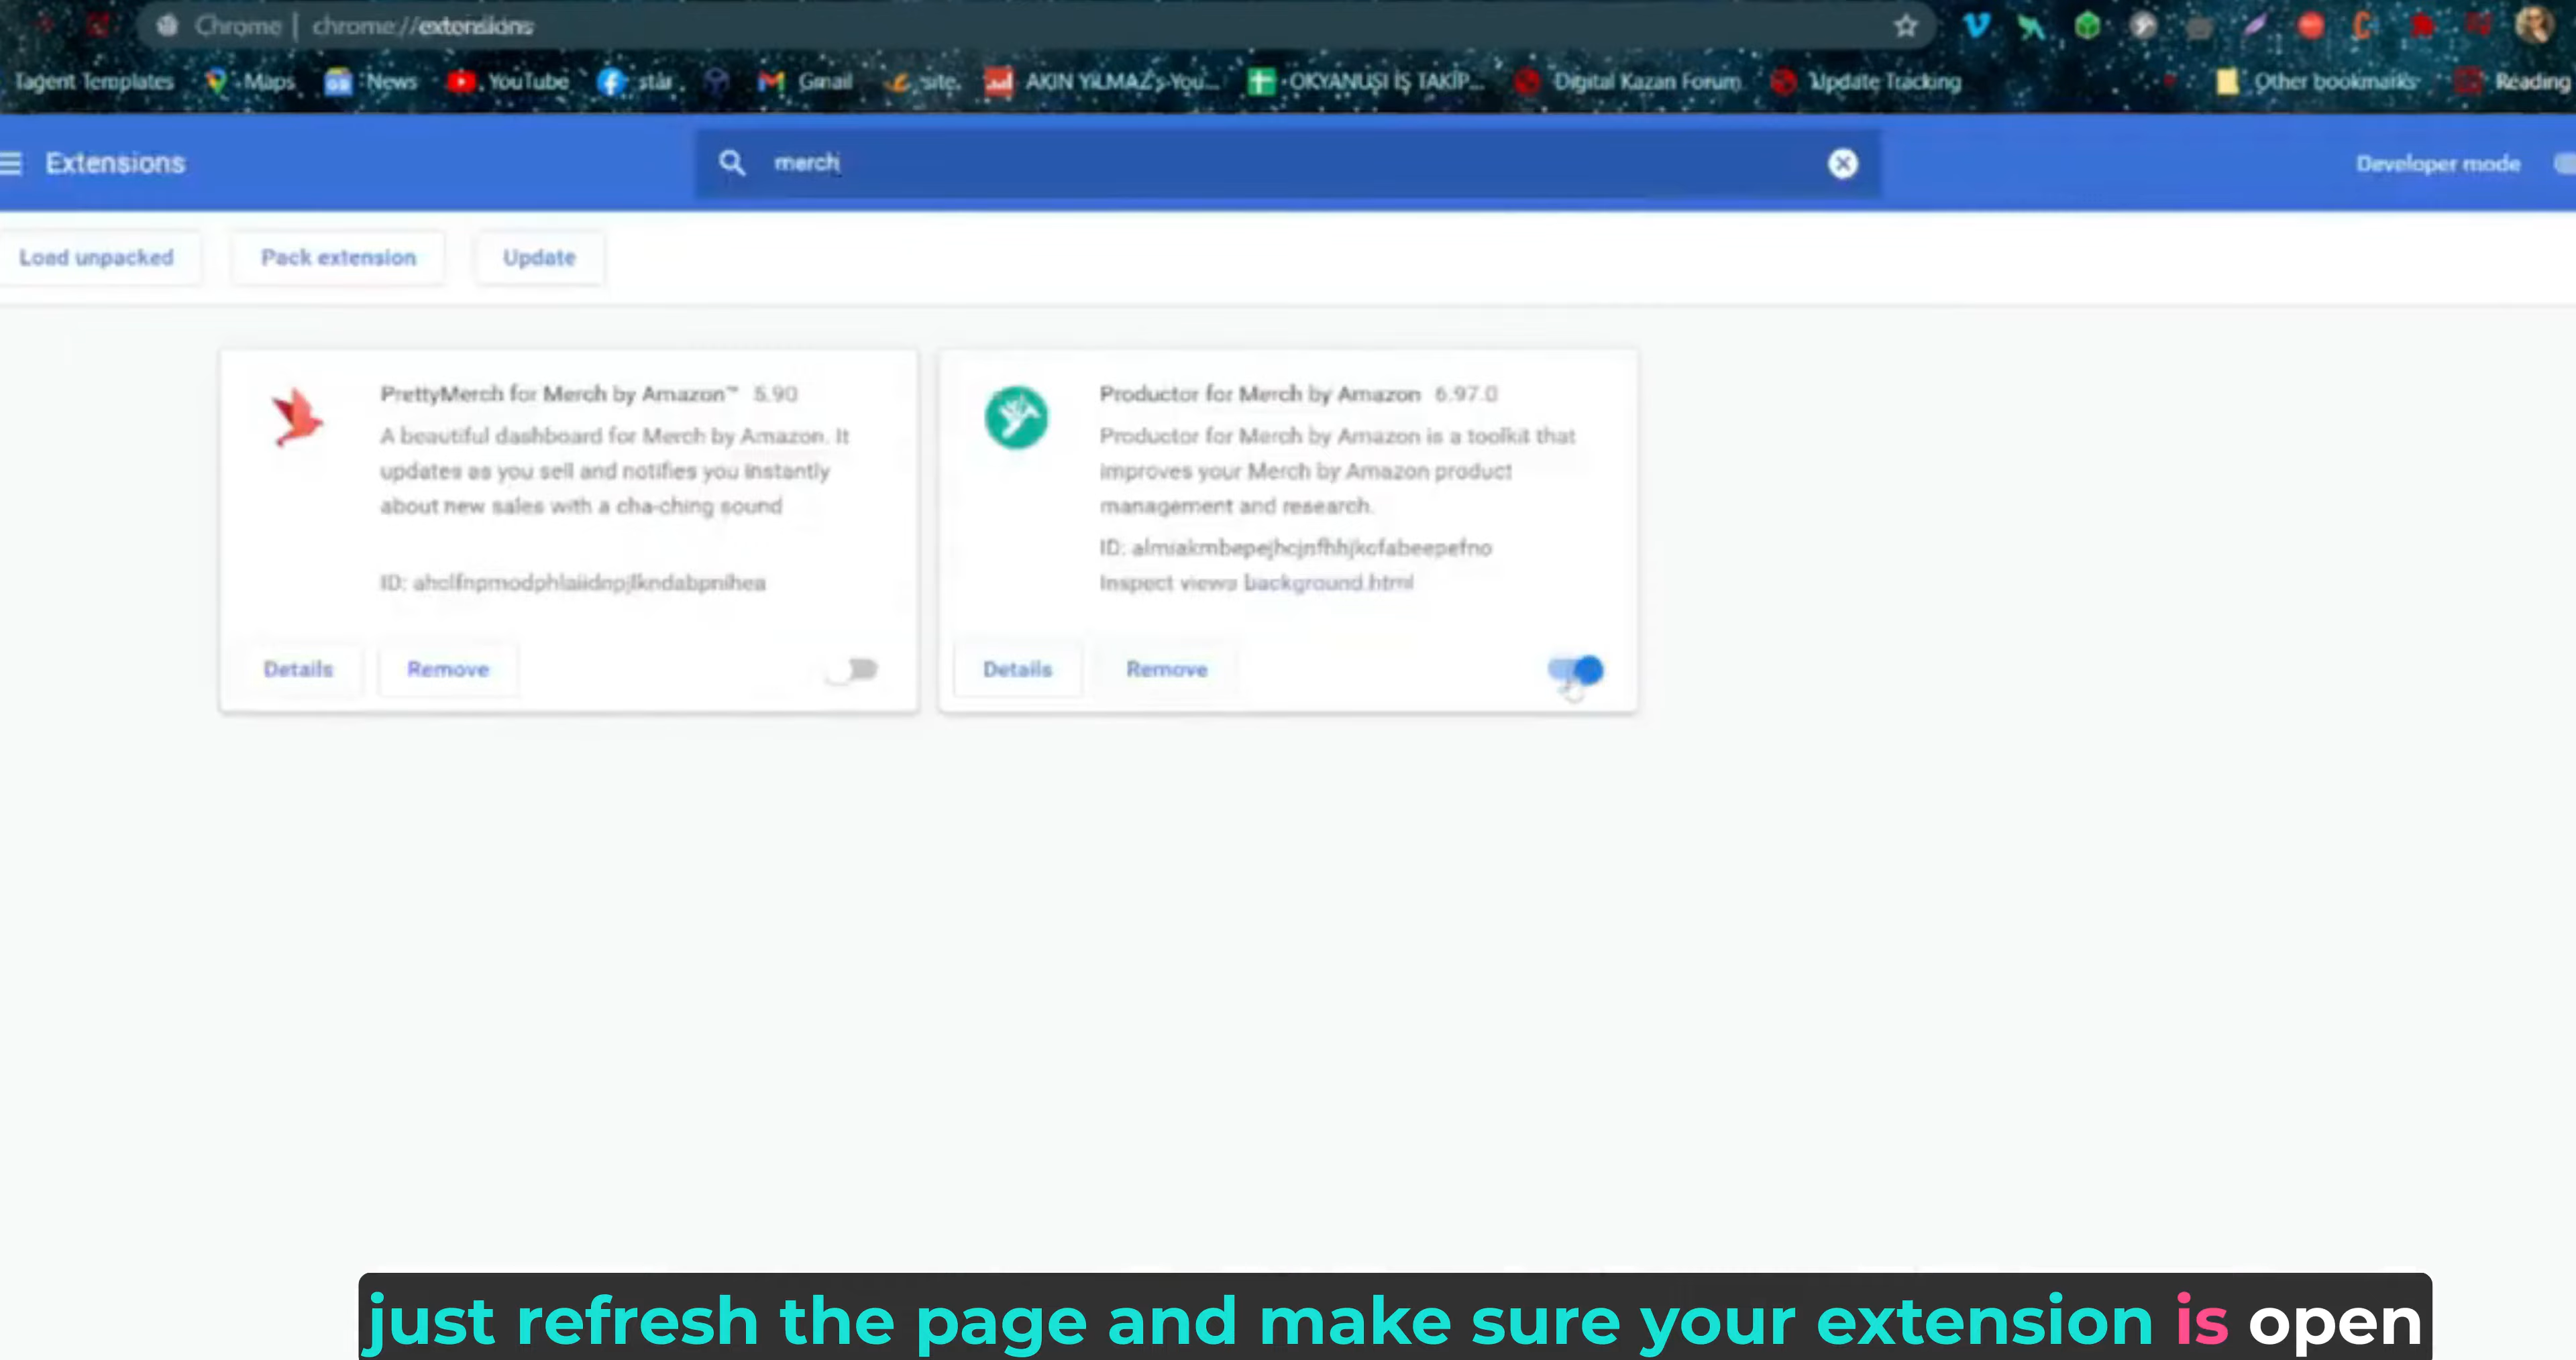 Chrome | chrome://extensions
Tagent Templates Maps News YouTube star Gmail site. AKIN YILMAZ's-You... OKYANUSI İŞ TAKİP... Digital Kazan Forum Update Tracking Other bookmarks Reading
Extensions
merch
Developer mode
Load unpacked
Pack extension
Update
PrettyMerch for Merch by Amazon™ 5.90
A beautiful dashboard for Merch by Amazon. It
updates as you sell and notifies you instantly
about new sales with a cha-ching sound
ID:
Details
Remove
Productor for Merch by Amazon 6.97.0
Productor for Merch by Amazon is a toolkit that
improves your Merch by Amazon product
management and research.
ID:
Inspect views background.html
Details
Remove
just refresh the page and make sure your extension is open